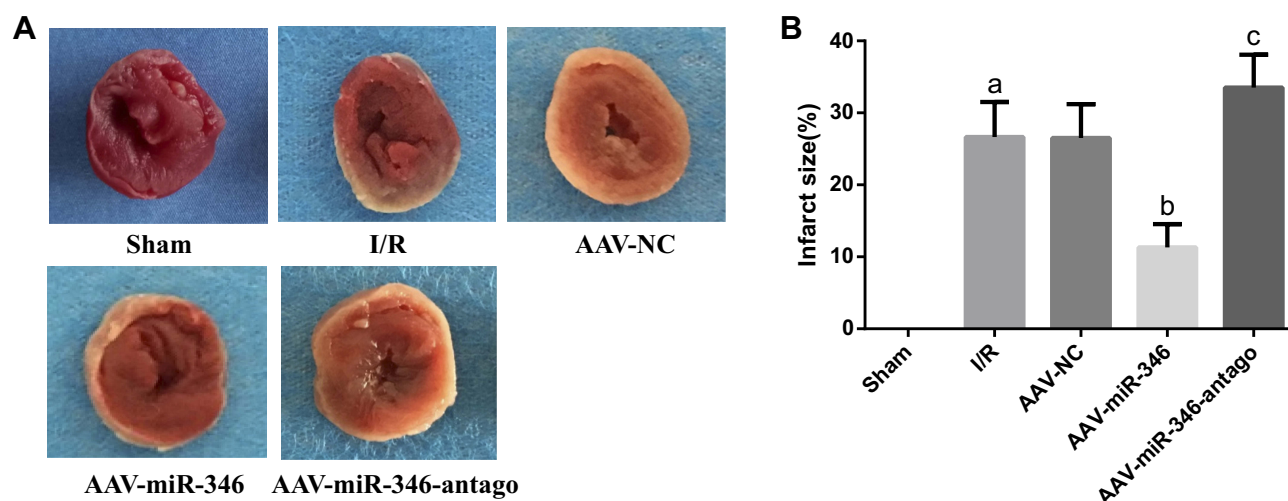 A
Sham
I/R
AAV-NC
AAV-miR-346
AAV-miR-346-antago
B
Infarct size(%)
40
30
20
10
0
a
b
c
Sham
I/R
AAV-NC
AAV-miR-346
AAV-miR-346-antago